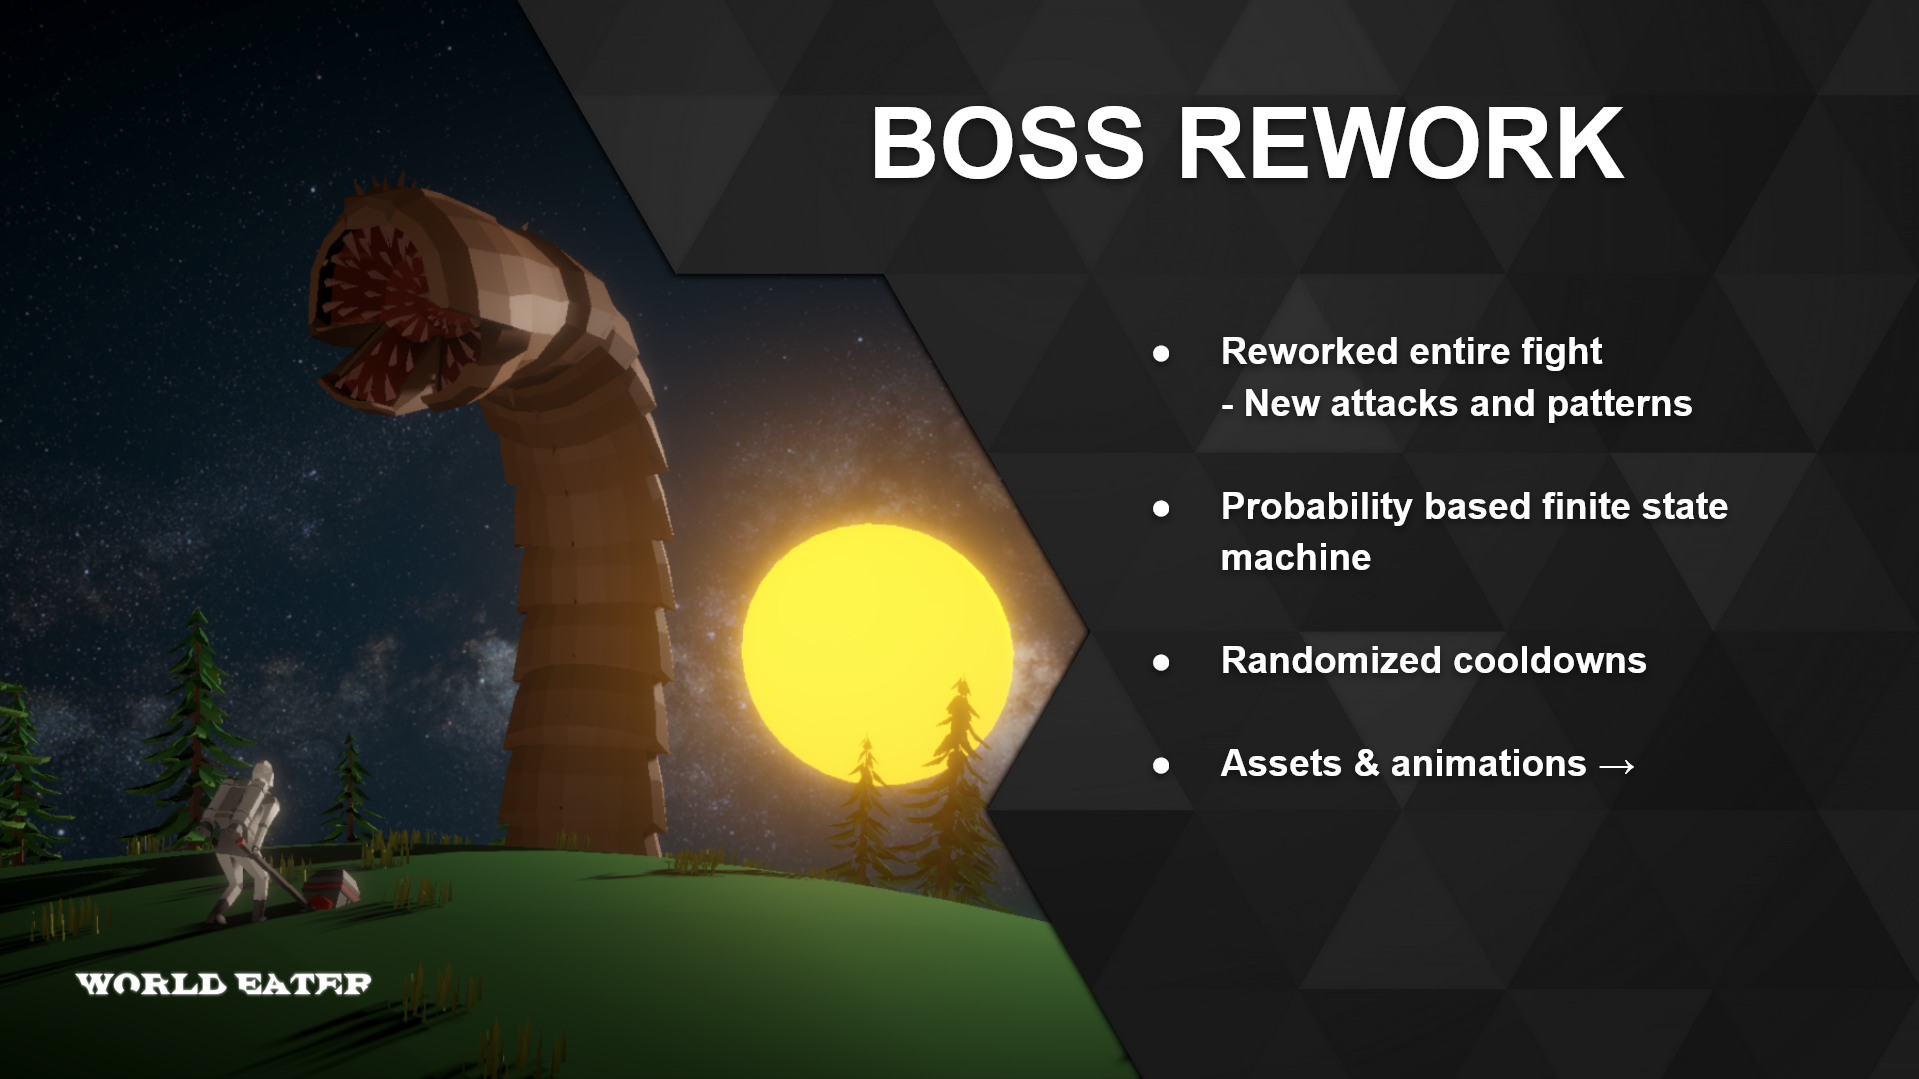 BOSS REWORK
● Reworked entire fight
- New attacks and patterns
● Probability based finite state
machine
● Randomized cooldowns
● Assets & animations →
WORLD EATER